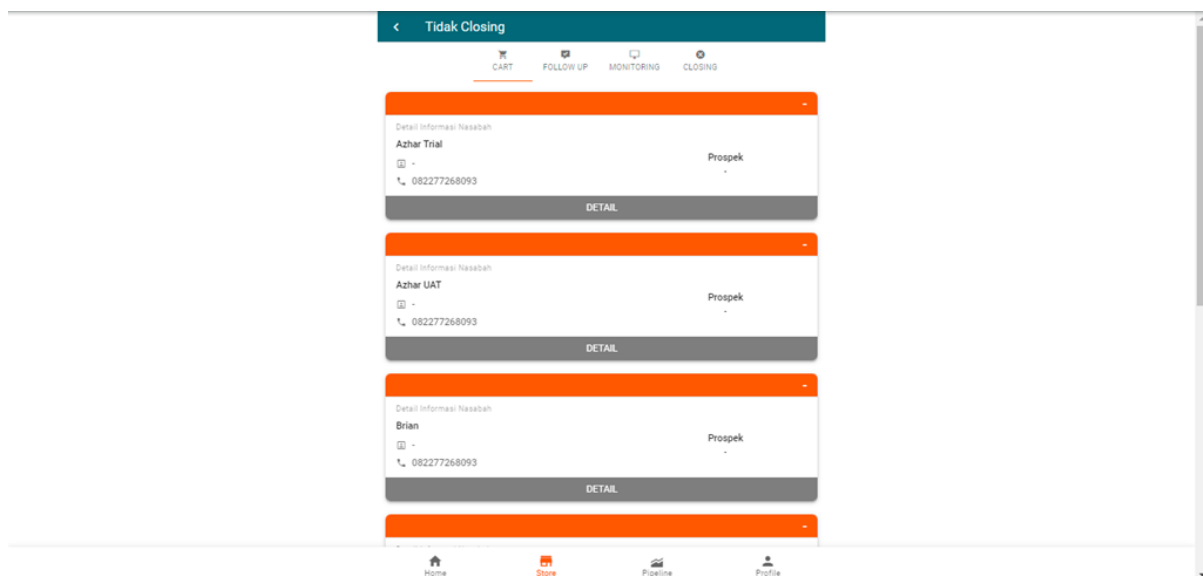 Tidak Closing
CART FOLLOW UP MONITORING CLOSING
-
Detail Informasi Nasabah
Azhar Trial
Prospek
-
-
082277268093
DETAIL
-
Detail Informasi Nasabah
Azhar UAT
Prospek
-
-
082277268093
DETAIL
-
Detail Informasi Nasabah
Brian
Prospek
-
-
082277268093
DETAIL
-
Home Store Pipeline Profile